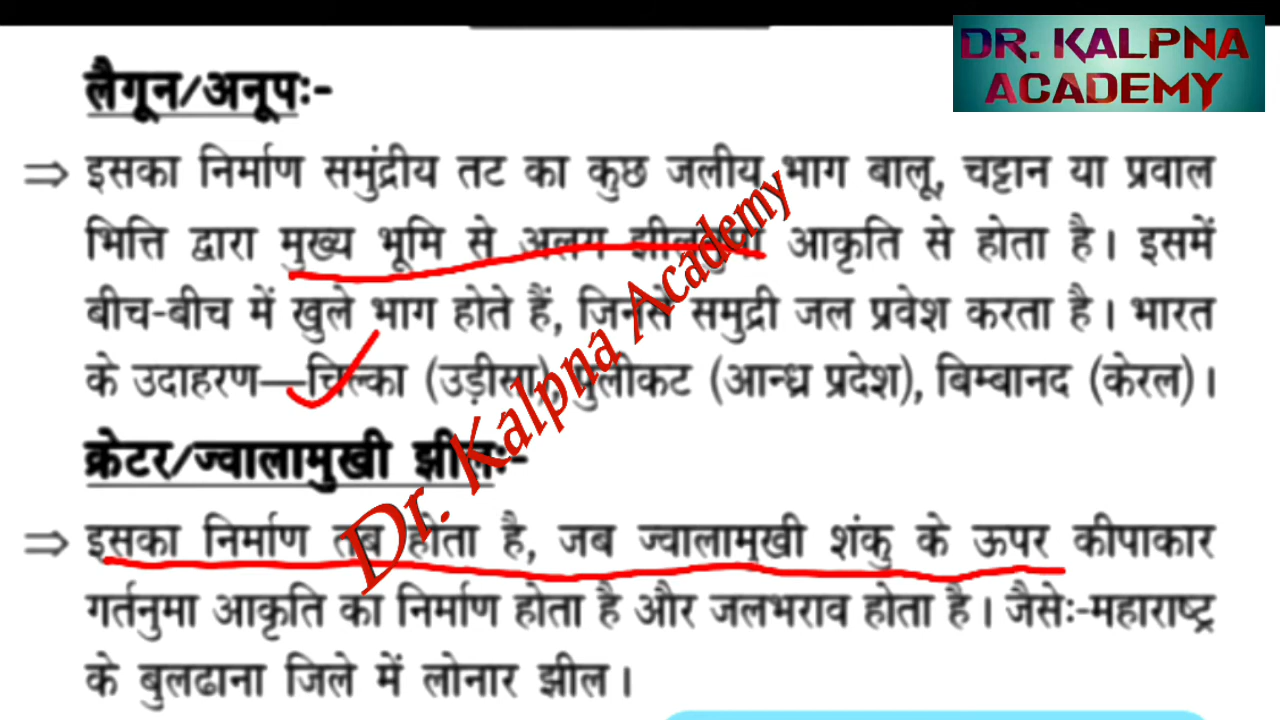 DR. KALPNA
ACADEMY
लैगून/अनूपः-
⇒ इसका निर्माण समुंद्रीय तट का कुछ जलीय भाग बालू, चट्टान या प्रवाल
भित्ति द्वारा मुख्य भूमि से अलग झीलनुमा आकृति से होता है। इसमें
बीच-बीच में खुले भाग होते हैं, जिनसे समुद्री जल प्रवेश करता है। भारत
के उदाहरण—चिल्का (उड़ीसा), पुलीकट (आन्ध्र प्रदेश), बिम्बानद (केरल)।
क्रेटर/ज्वालामुखी झीलः-
⇒ इसका निर्माण तब होता है, जब ज्वालामुखी शंकु के ऊपर कीपाकार
गर्तनुमा आकृति का निर्माण होता है और जलभराव होता है। जैसेः-महाराष्ट्र
के बुलढाना जिले में लोनार झील।
Dr. Kalpna Academy